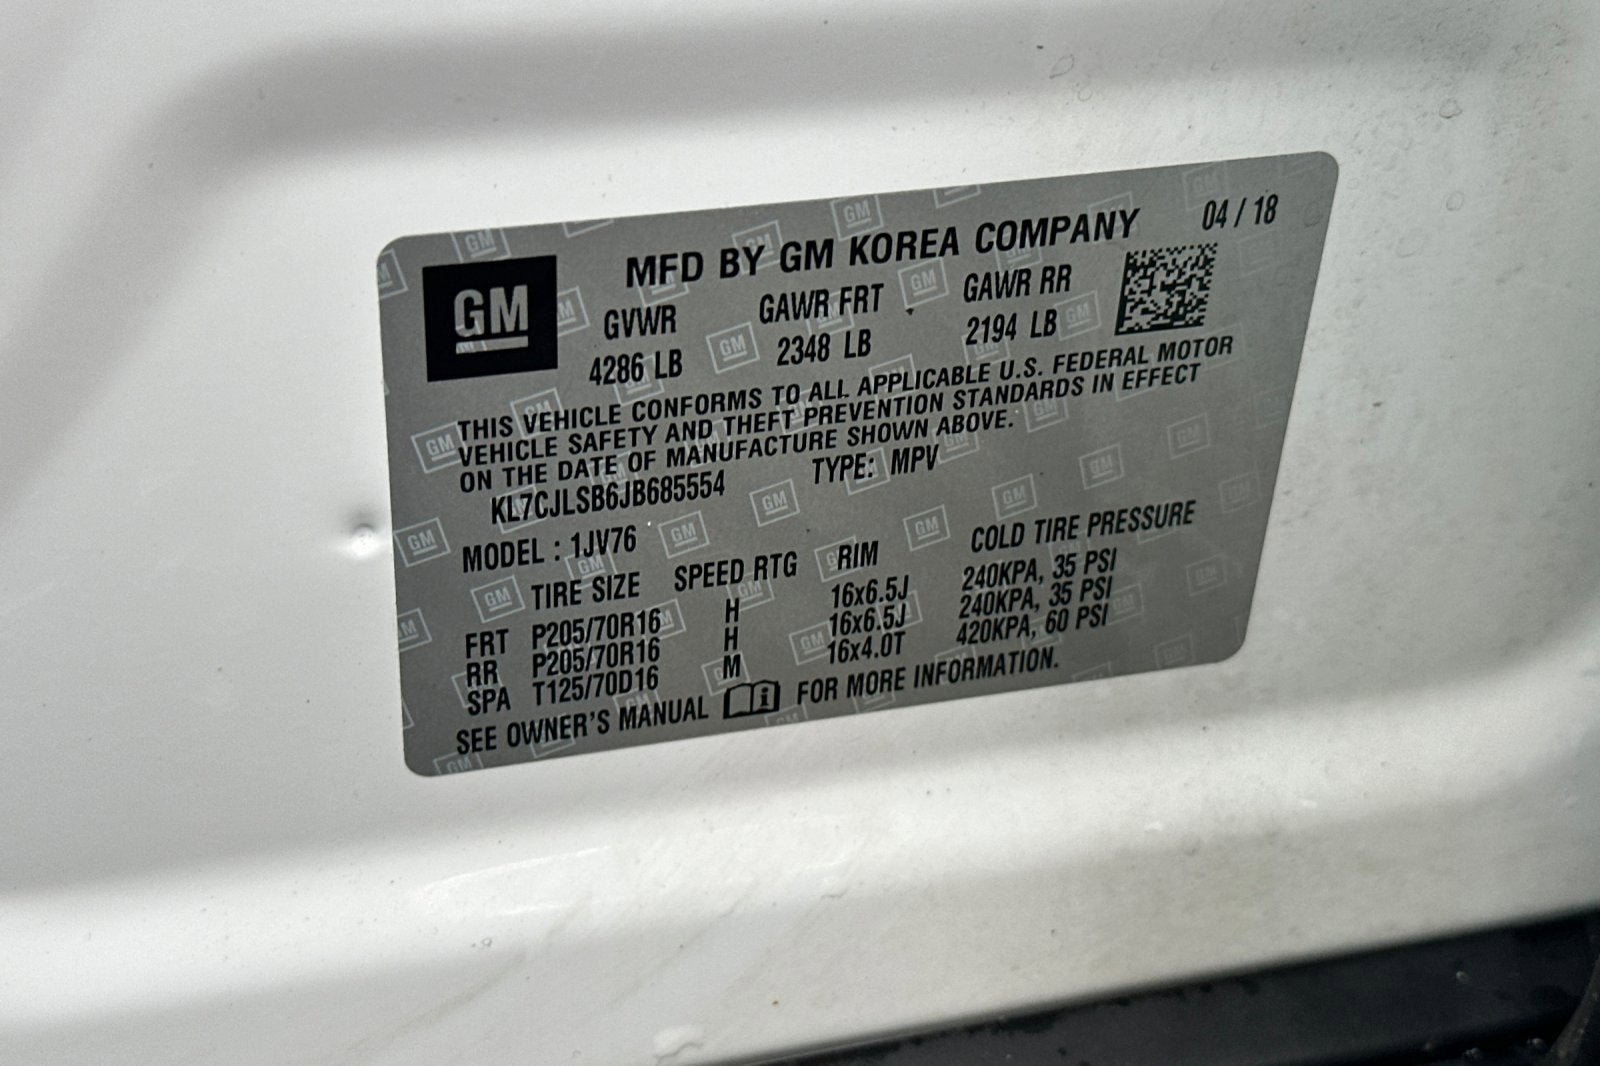 GM
MFD BY GM KOREA COMPANY
04 / 18
GVWR GAWR FRT GAWR RR
4286 LB 2348 LB 2194 LB
THIS VEHICLE CONFORMS TO ALL APPLICABLE U.S. FEDERAL MOTOR
VEHICLE SAFETY AND THEFT PREVENTION STANDARDS IN EFFECT
ON THE DATE OF MANUFACTURE SHOWN ABOVE.
KL7CJLSB6JB685554 TYPE: MPV
MODEL : 1JV76
TIRE SIZE SPEED RTG RIM COLD TIRE PRESSURE
FRT P205/70R16 H 16x6.5J 240KPA, 35 PSI
RR P205/70R16 H 16x6.5J 240KPA, 35 PSI
SPA T125/70D16 M 16x4.0T 420KPA, 60 PSI
SEE OWNER'S MANUAL FOR MORE INFORMATION.